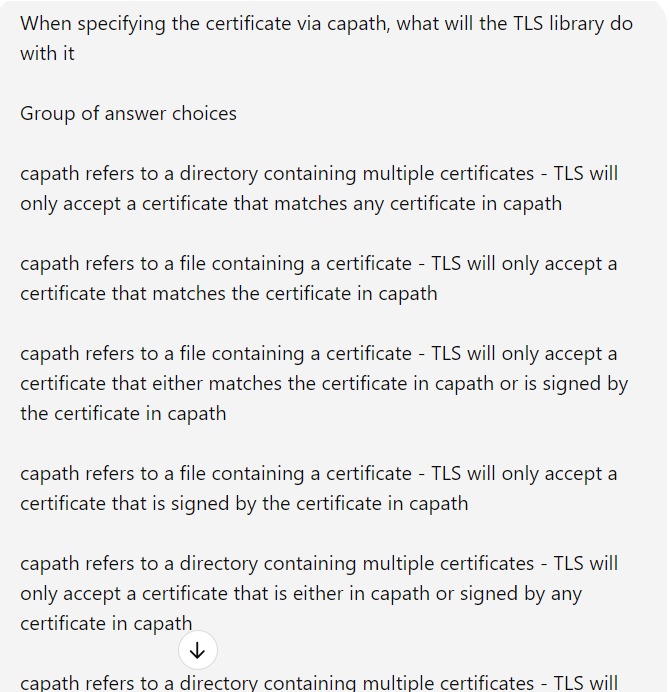 When specifying the certificate via capath, what will the TLS library do
with it
Group of answer choices
capath refers to a directory containing multiple certificates - TLS will
only accept a certificate that matches any certificate in capath
capath refers to a file containing a certificate - TLS will only accept a
certificate that matches the certificate in capath
capath refers to a file containing a certificate - TLS will only accept a
certificate that either matches the certificate in capath or is signed by
the certificate in capath
capath refers to a file containing a certificate - TLS will only accept a
certificate that is signed by the certificate in capath
capath refers to a directory containing multiple certificates - TLS will
only accept a certificate that is either in capath or signed by any
certificate in capath
capath refers to a directory containing multiple certificates - TLS will